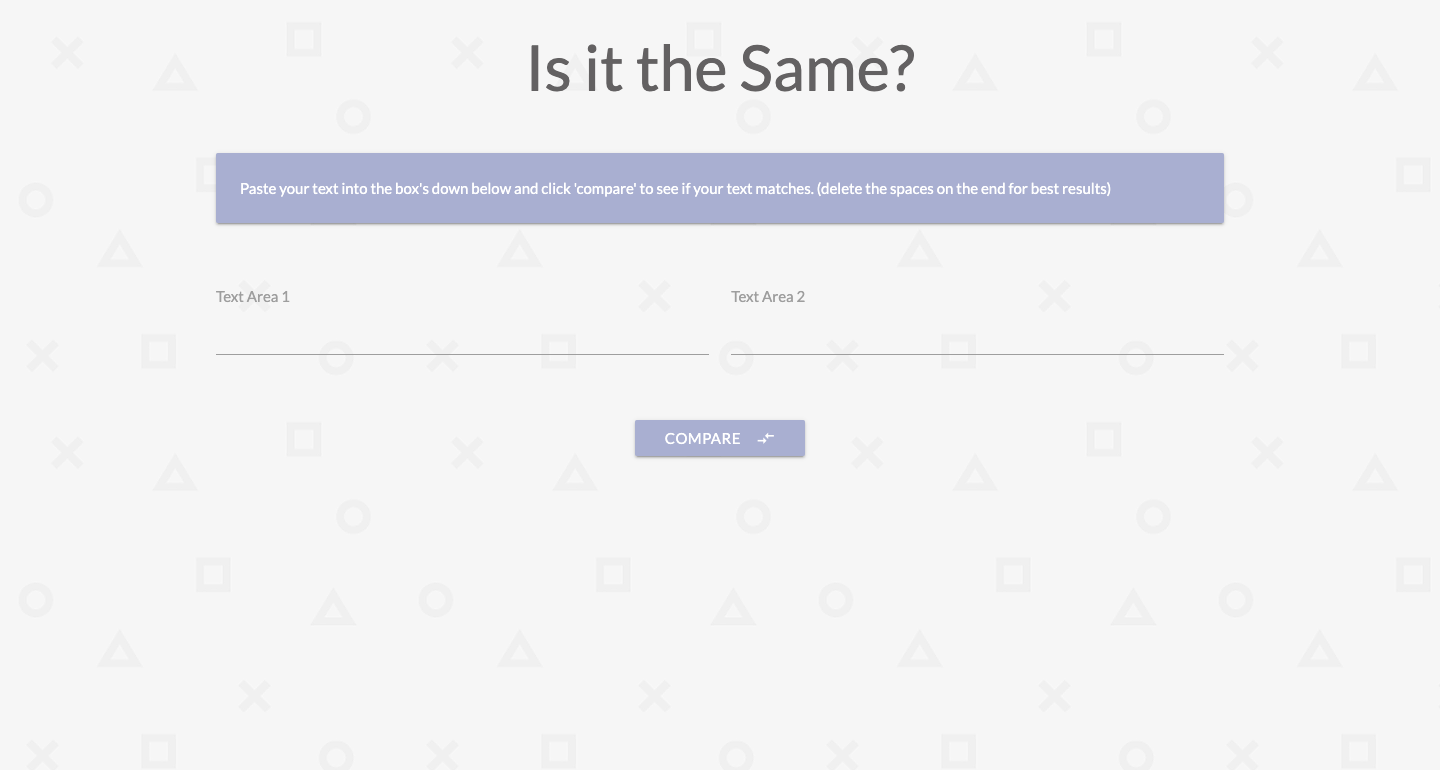 Is it the Same?
Paste your text into the box's down below and click 'compare' to see if your text matches. (delete the spaces on the end for best results)
Text Area 1
Text Area 2
COMPARE